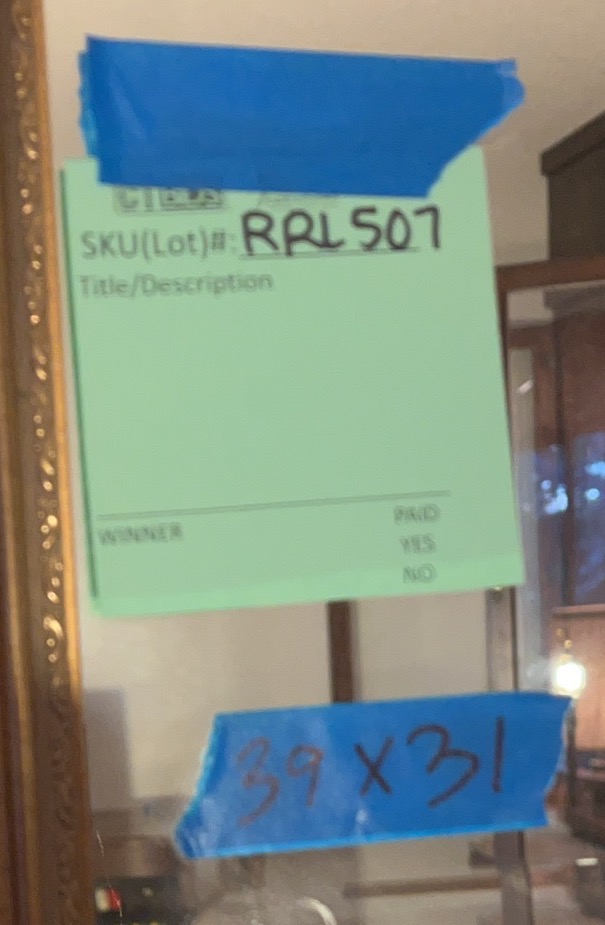 SKU(Lot)#: RRL507
Title/Description
WINNER
PAID
YES
NO
39 x 31